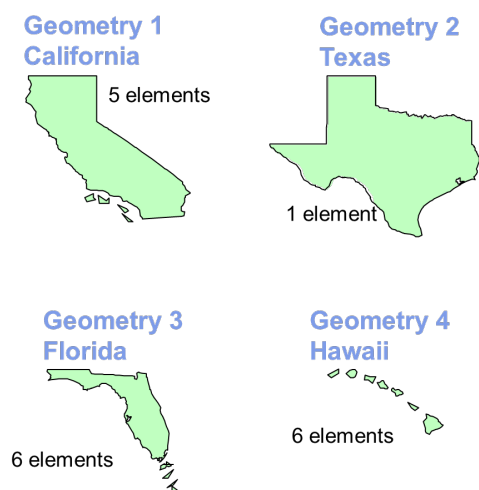 Geometry 1
California
5 elements
Geometry 2
Texas
1 element
Geometry 3
Florida
6 elements
Geometry 4
Hawaii
6 elements